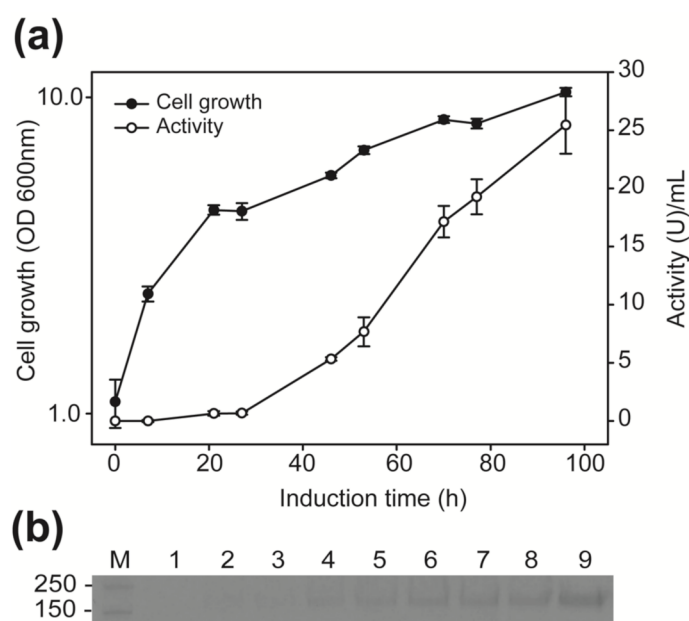 (a)
Cell growth
Activity
10.0
1.0
Cell growth (OD 600nm)
30
25
20
15
10
5
0
Activity (U)/mL
0 20 40 60 80 100
Induction time (h)
(b)
M 1 2 3 4 5 6 7 8 9
250
150